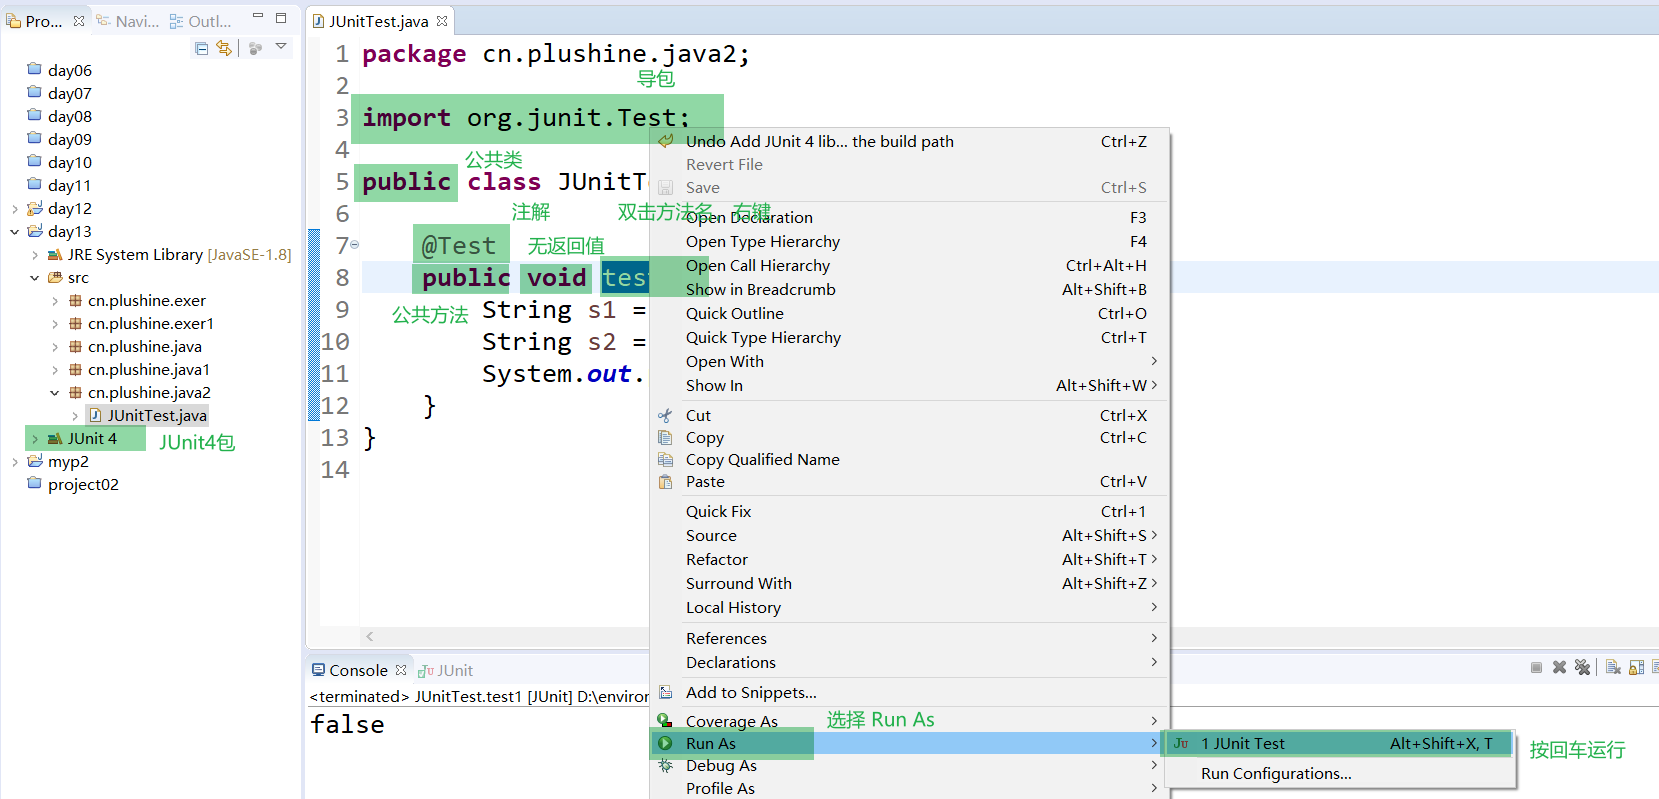 Pro...
Navi...
Outl...
day06
day07
day08
day09
day10
day11
day12
day13
JRE System Library [JavaSE-1.8]
src
cn.plushine.exer
cn.plushine.exer1
cn.plushine.java
cn.plushine.java1
cn.plushine.java2
JUnitTest.java
JUnit 4
JUnit4包
myp2
project02
JUnitTest.java
1 package cn.plushine.java2;
2
导包
3 import org.junit.Test;
4
公共类
5 public class JUnitT
6
注解
双击方法名，右键
7 @Test
无返回值
8 public void tes
公共方法
9 String s1 =
10 String s2 =
11 System.out.
12 }
13 }
14
Undo Add JUnit 4 lib... the build path Ctrl+Z
Revert File
Save Ctrl+S
Open Declaration F3
Open Type Hierarchy F4
Open Call Hierarchy Ctrl+Alt+H
Show in Breadcrumb Alt+Shift+B
Quick Outline Ctrl+O
Quick Type Hierarchy Ctrl+T
Open With
Show In Alt+Shift+W
Cut Ctrl+X
Copy Ctrl+C
Copy Qualified Name
Paste Ctrl+V
Quick Fix Ctrl+1
Source Alt+Shift+S
Refactor Alt+Shift+T
Surround With Alt+Shift+Z
Local History
References
Declarations
Add to Snippets...
Coverage As
选择 Run As
Run As
Debug As
Profile As
1 JUnit Test Alt+Shift+X, T
Run Configurations...
按回车运行
Console
JUnit
<terminated> JUnitTest.test1 [JUnit] D:\enviror
false